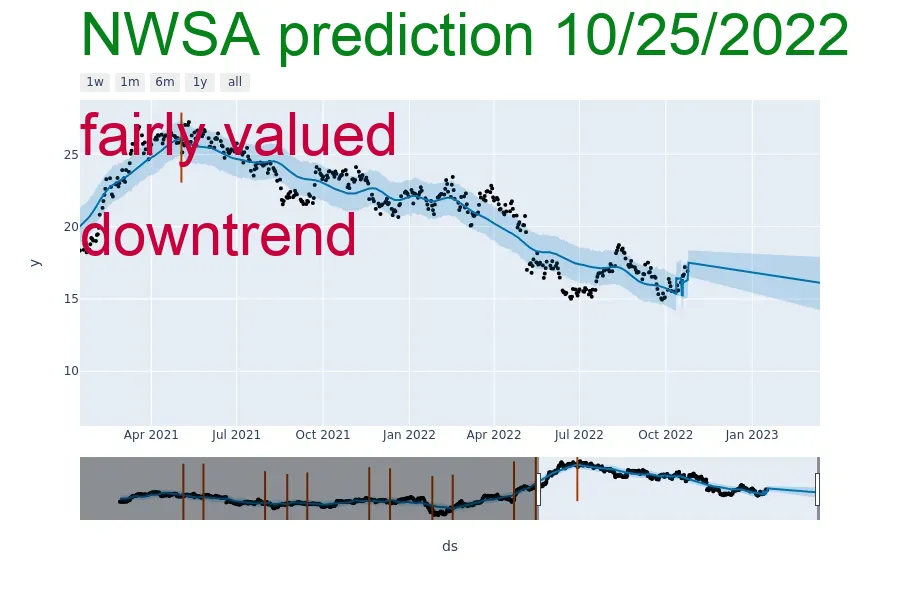 NWSA prediction 10/25/2022
1w 1m 6m 1y all
fairly valued
25
20
downtrend
y
15
10
Apr 2021 Jul 2021 Oct 2021 Jan 2022 Apr 2022 Jul 2022 Oct 2022 Jan 2023
ds